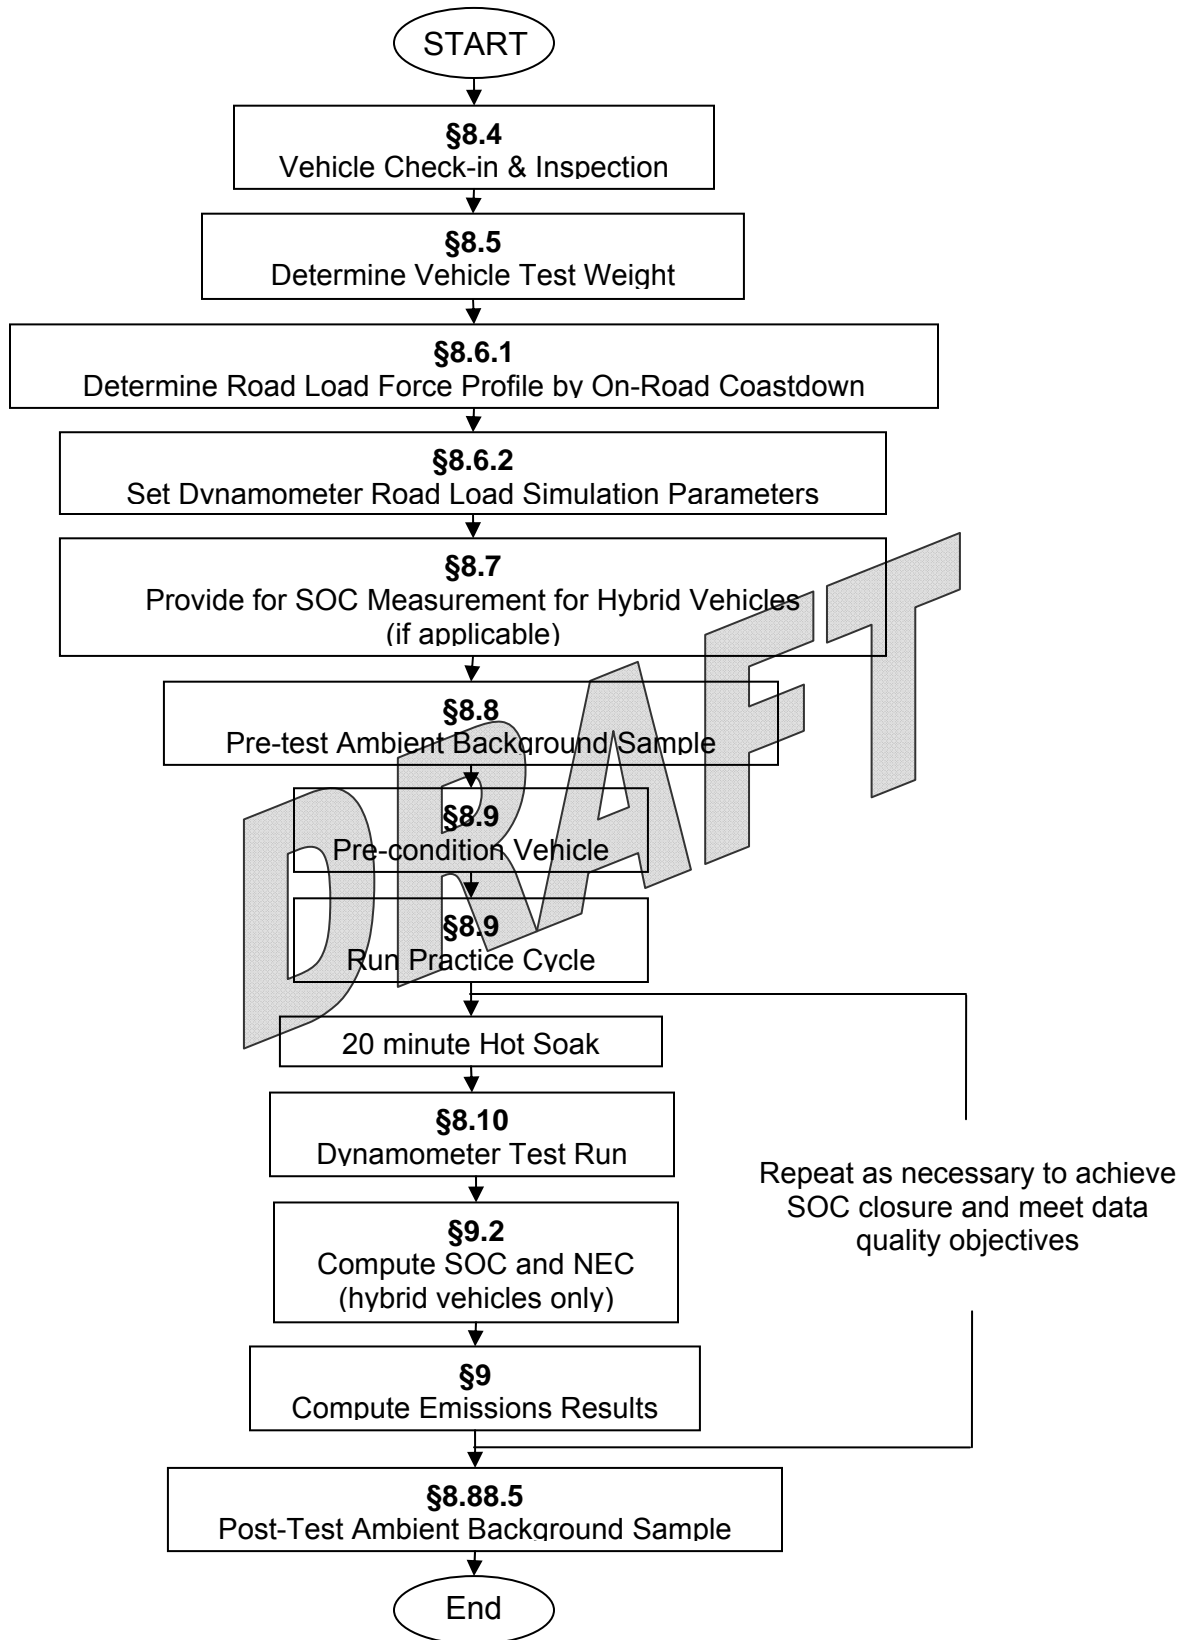 START
§8.4
Vehicle Check-in & Inspection
§8.5
Determine Vehicle Test Weight
§8.6.1
Determine Road Load Force Profile by On-Road Coastdown
§8.6.2
Set Dynamometer Road Load Simulation Parameters
§8.7
Provide for SOC Measurement for Hybrid Vehicles
(if applicable)
§8.8
Pre-test Ambient Background Sample
§8.9
Pre-condition Vehicle
§8.9
Run Practice Cycle
20 minute Hot Soak
§8.10
Dynamometer Test Run
§9.2
Compute SOC and NEC
(hybrid vehicles only)
§9
Compute Emissions Results
Repeat as necessary to achieve
SOC closure and meet data
quality objectives
§8.88.5
Post-Test Ambient Background Sample
End
DRAFT